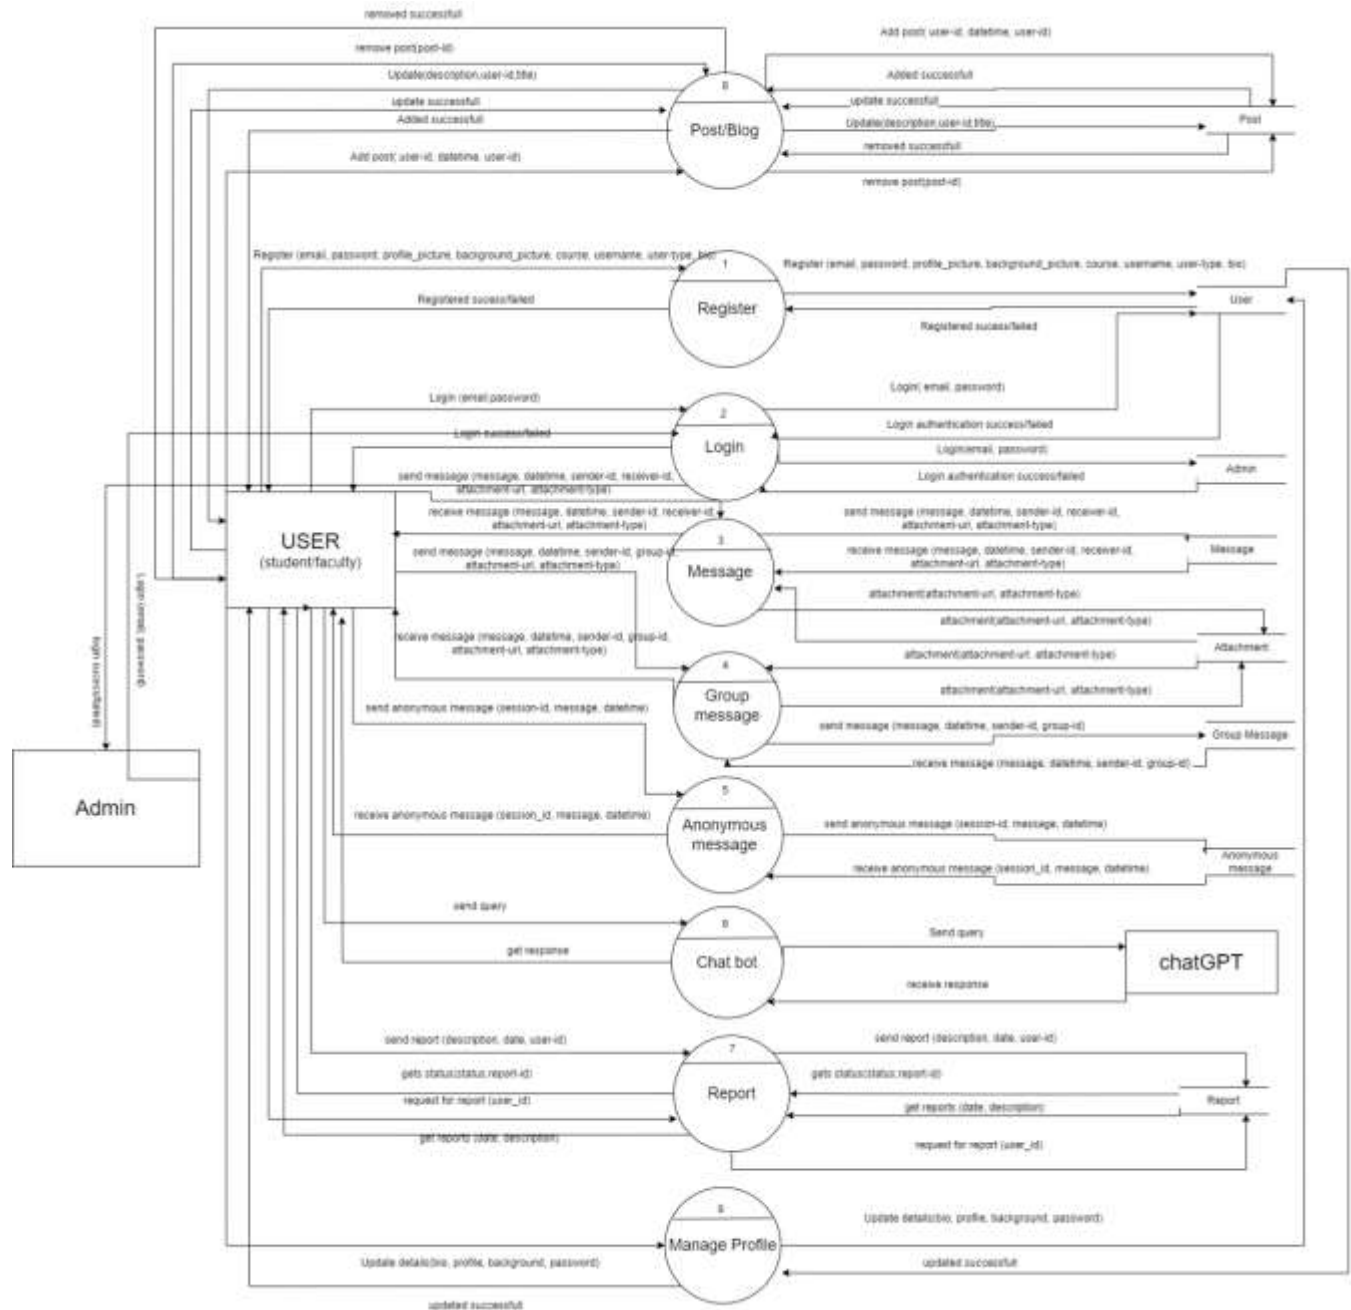 removed successfull
remove post(post-id)
Update(description,user-id,title)
update successfull
Added successfull
Add post( user-id, datetime, user-id)
Post/Blog
Add post( user-id, datetime, user-id)
Added successfull
update successfull
Update(description,user-id,title)
removed successfull
remove post(post-id)
Post
Register (email, password, profile_picture, background_picture, course, username, user-type, bio)
Registered sucess/failed
1
Register
Register (email, password, profile_picture, background_picture, course, username, user-type, bio)
Registered sucess/failed
User
Login (email,password)
Login success/failed
2
Login
Login( email, password)
Login authentication success/failed
Login(email, password)
Login authentication success/failed
Admin
send message (message, datetime, sender-id, receiver-id,
attachment-url, attachment-type)
receive message (message, datetime, sender-id, receiver-id,
attachment-url, attachment-type)
USER
(student/faculty)
send message (message, datetime, sender-id, group-id,
attachment-url, attachment-type)
receive message (message, datetime, sender-id, group-id,
attachment-url, attachment-type)
3
Message
send message (message, datetime, sender-id, receiver-id,
attachment-url, attachment-type)
receive message (message, datetime, sender-id, receiver-id,
attachment-url, attachment-type)
Message
attachment(attachment-url, attachment-type)
attachment(attachment-url, attachment-type)
attachment(attachment-url, attachment-type)
attachment(attachment-url, attachment-type)
Attachment
4
Group
message
send message (message, datetime, sender-id, group-id)
receive message (message, datetime, sender-id, group-id)
Group Message
Login (email, password)
login success/failed
Admin
send anonymous message (session-id, message, datetime)
receive anonymous message (session_id, message, datetime)
5
Anonymous
message
send anonymous message (session-id, message, datetime)
receive anonymous message (session_id, message, datetime)
Anonymous
message
send query
get response
6
Chat bot
Send query
receive response
chatGPT
send report (description, date, user-id)
gets status(status,report-id)
request for report (user_id)
get reports (date, description)
7
Report
send report (description, date, user-id)
gets status(status,report-id)
get reports (date, description)
request for report (user_id)
Report
Manage Profile
Update details(bio, profile, background, password)
updated successfull
Update details(bio, profile, background, password)
updated successfull